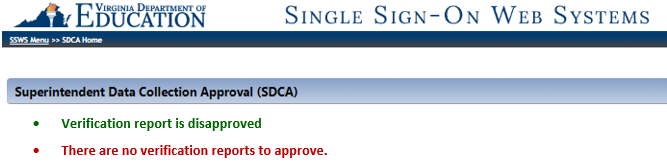 VIRGINIA DEPARTMENT OF
EDUCATION
SINGLE SIGN-ON WEB SYSTEMS
SSWS Menu >> SDCA Home
Superintendent Data Collection Approval (SDCA)
• Verification report is disapproved
• There are no verification reports to approve.